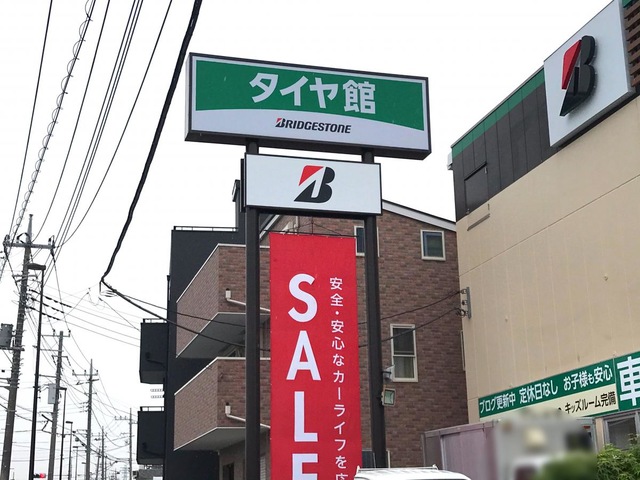 タイヤ館
BRIDGESTONE
B
B
SALE
安全・安心なカーライフを応
ブログ更新中 定休日なし お子様も安心
キッズルーム完備
車